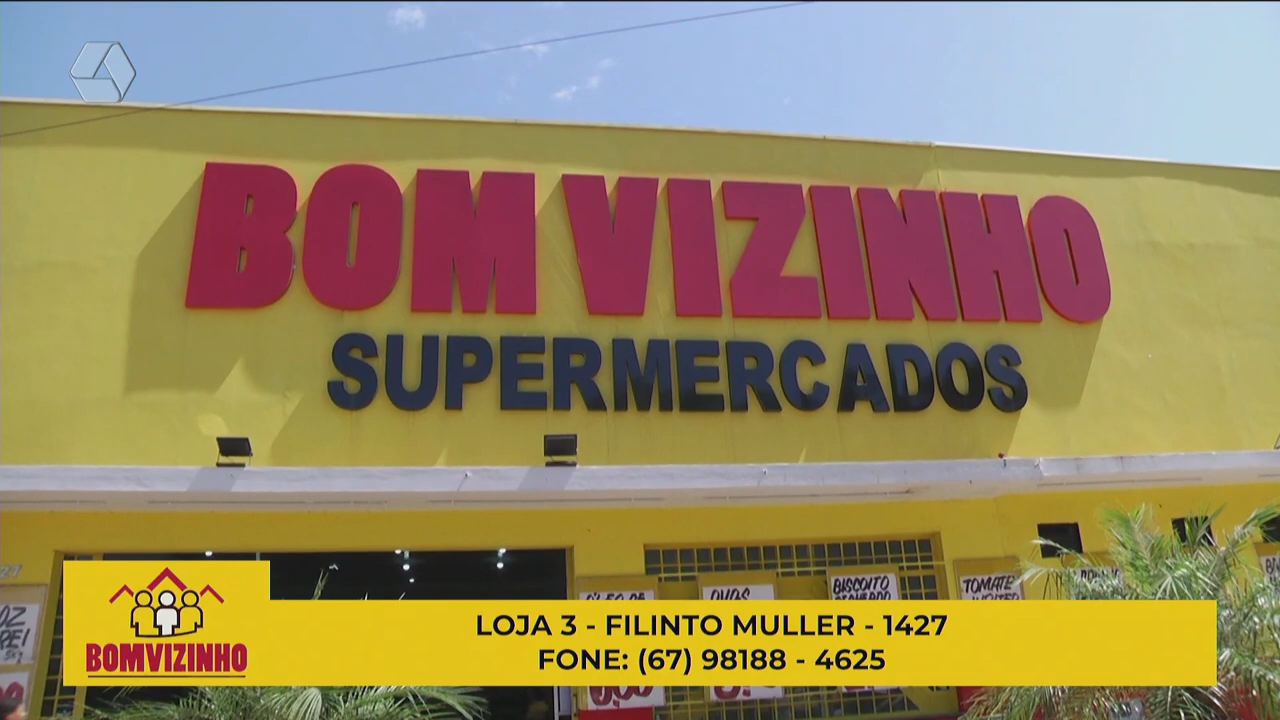 BOM VIZINHO
SUPERMERCADOS
OVOS
BISCOITO
TOMATE
LOJA 3 - FILINTO MULLER - 1427
FONE: (67) 98188 - 4625
BOMVIZINHO